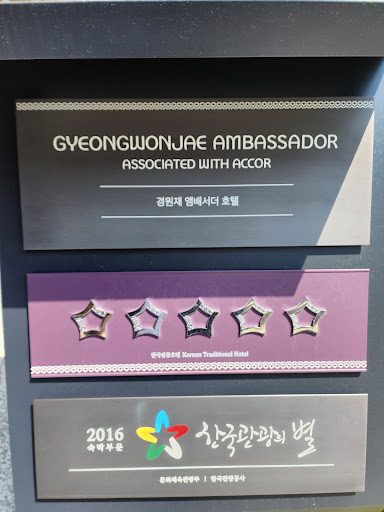 GYEONGWONJAE AMBASSADOR
ASSOCIATED WITH ACCOR
경원재 앰배서더 호텔
한국전통호텔 Korean Traditional Hotel
2016
숙박부문
한국관광의 별
문화체육관광부 | 한국관광공사